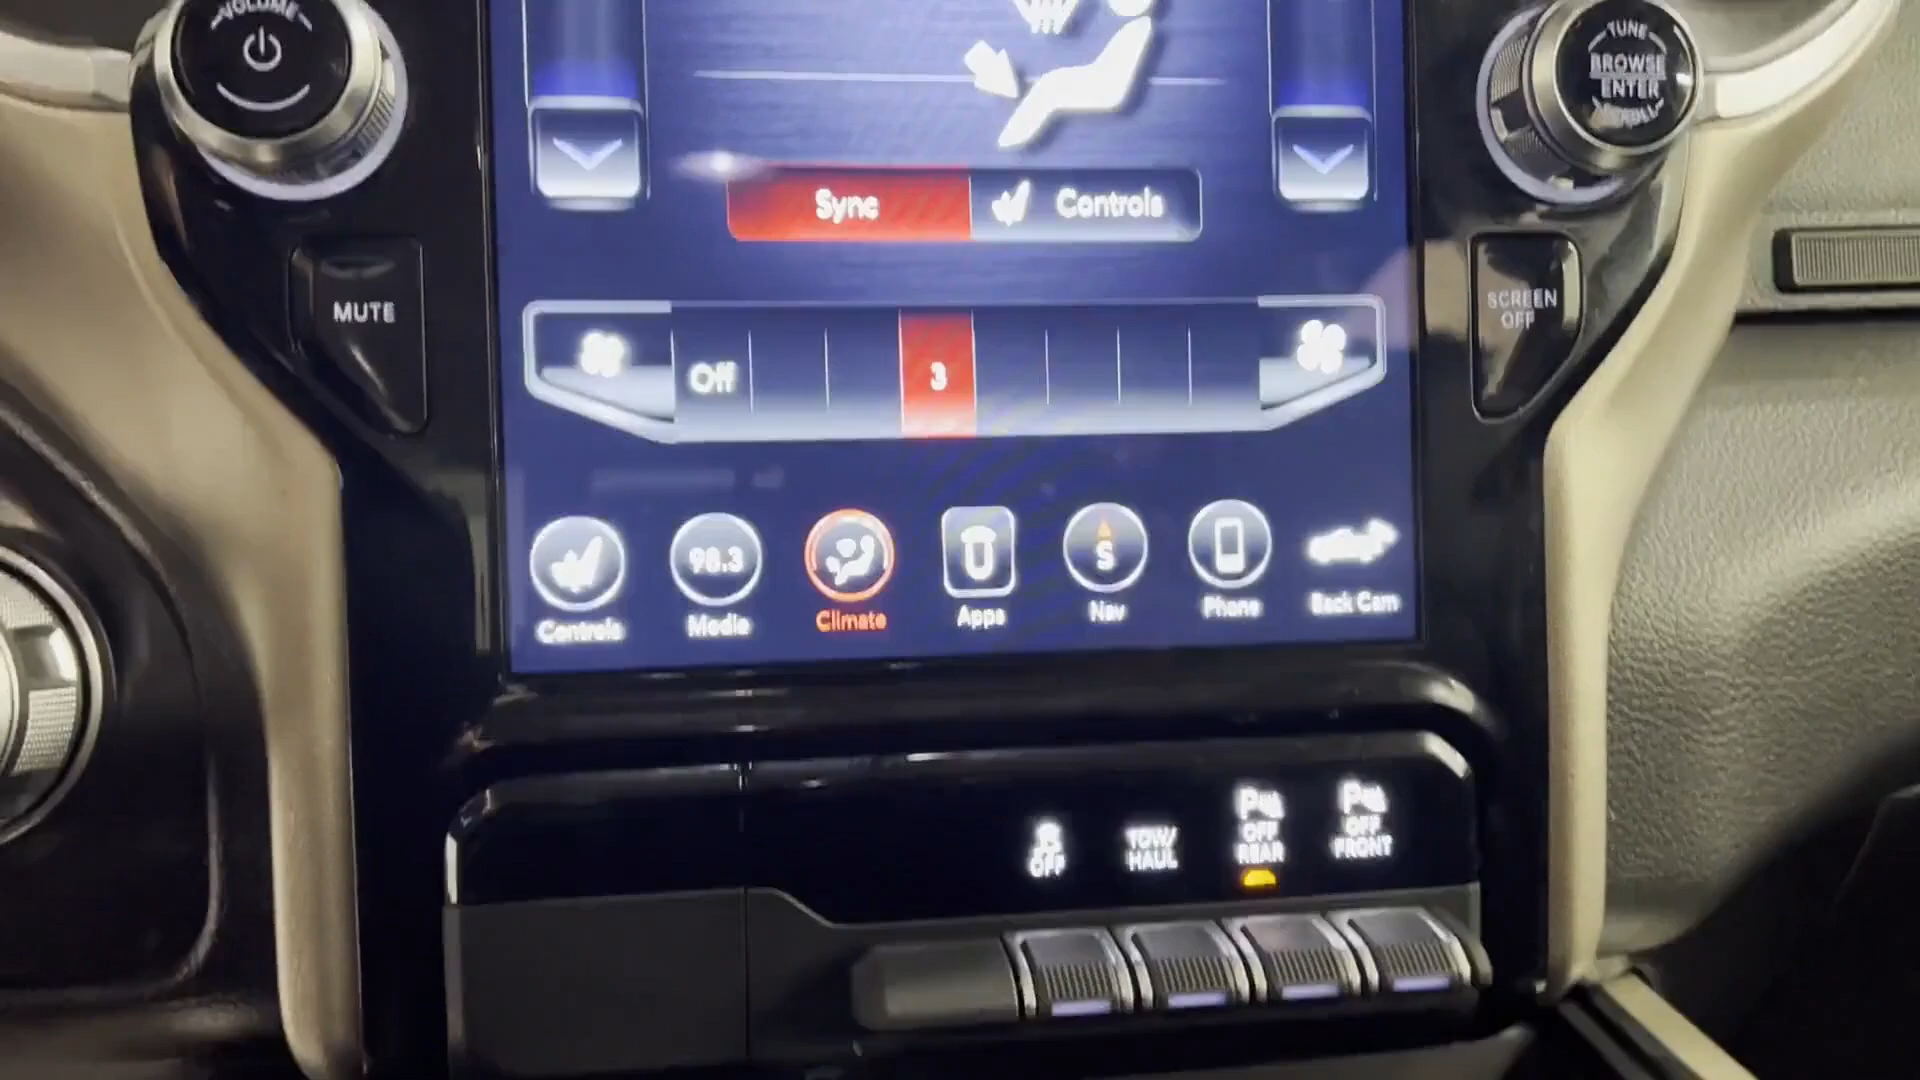 VOLUME
TUNE
BROWSE
ENTER
SCROLL
Sync
Controls
MUTE
SCREEN
OFF
Off
3
98.3
S
Controls
Media
Climate
Apps
Nav
Phone
Back Cam
OFF
TOW/
HAUL
OFF
REAR
OFF
FRONT